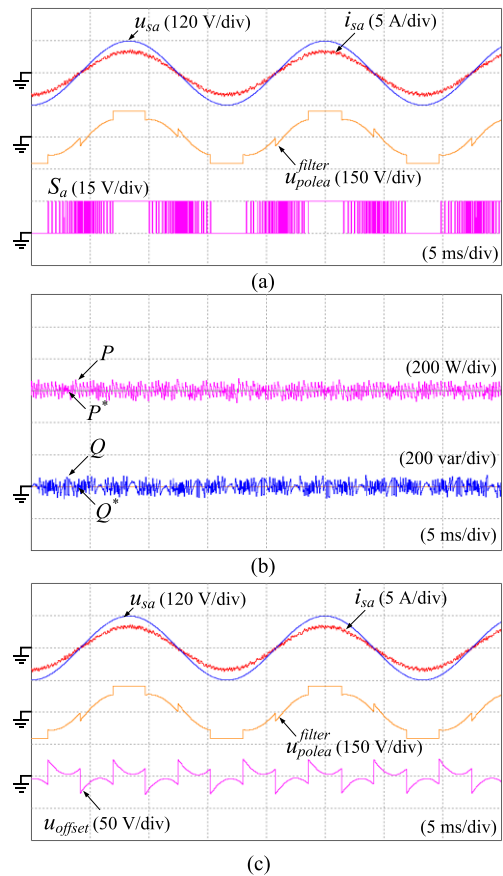 u_sa (120 V/div)
i_sa (5 A/div)
u_polea^filter (150 V/div)
S_a (15 V/div)
(5 ms/div)
(a)
P
(200 W/div)
P*
Q
(200 var/div)
Q*
(5 ms/div)
(b)
u_sa (120 V/div)
i_sa (5 A/div)
u_polea^filter (150 V/div)
u_offset (50 V/div)
(5 ms/div)
(c)